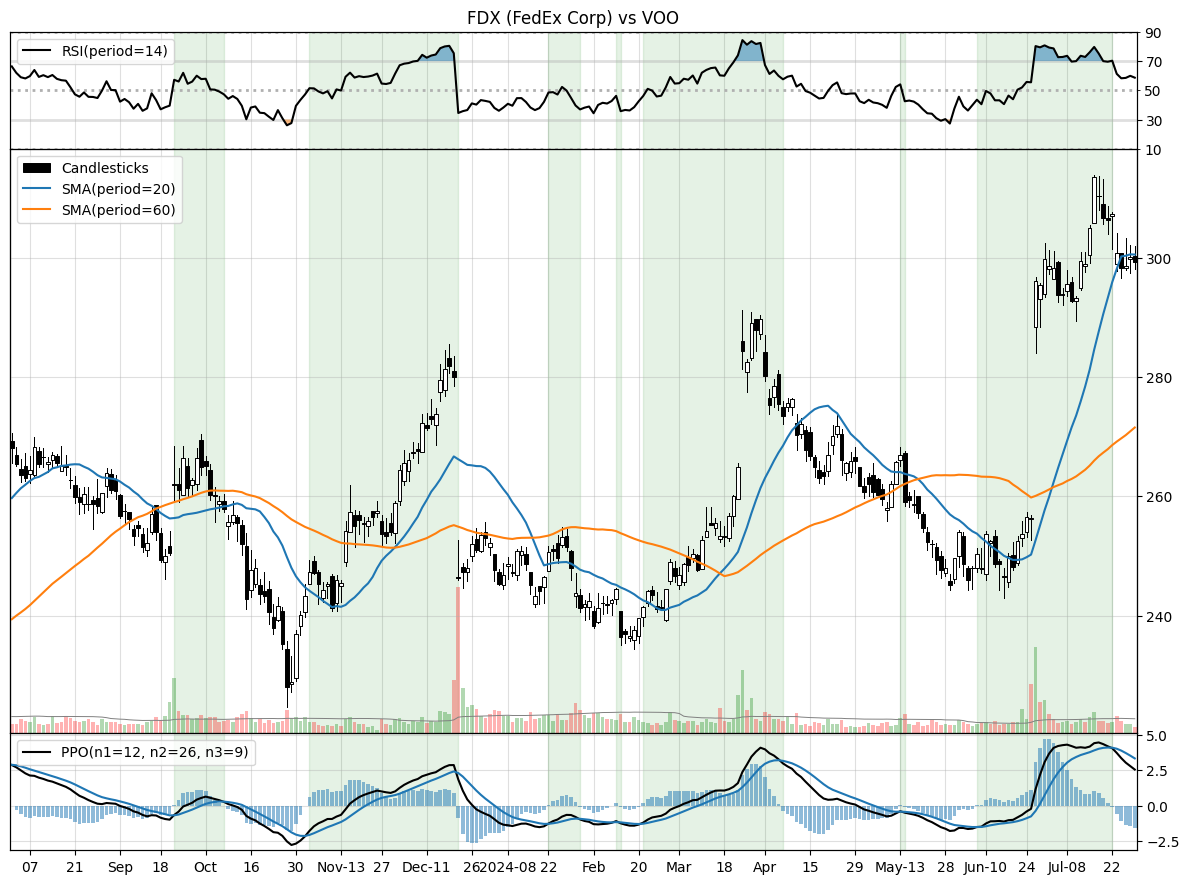 FDX (FedEx Corp) vs VOO
RSI(period=14)
90
70
50
30
10
Candlesticks
SMA(period=20)
SMA(period=60)
300
280
260
240
PPO(n1=12, n2=26, n3=9)
5.0
2.5
0.0
−2.5
07 21 Sep 18 Oct 16 30 Nov-13 27 Dec-11 26 2024-08 22 Feb 20 Mar 18 Apr 15 29 May-13 28 Jun-10 24 Jul-08 22